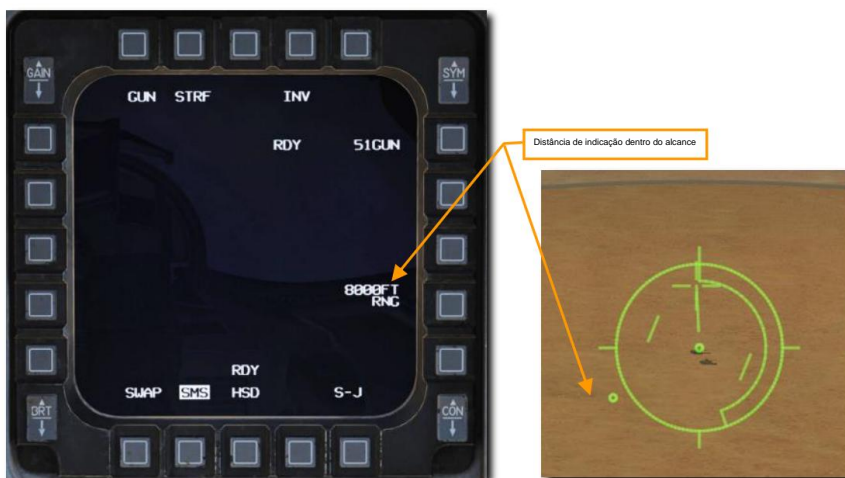 GAIN
SYM
GUN STRF INV
RDY 51GUN
Distância de indicação dentro do alcance
8000FT
RNG
RDY
SWAP SMS HSD S-J
BRT
CON